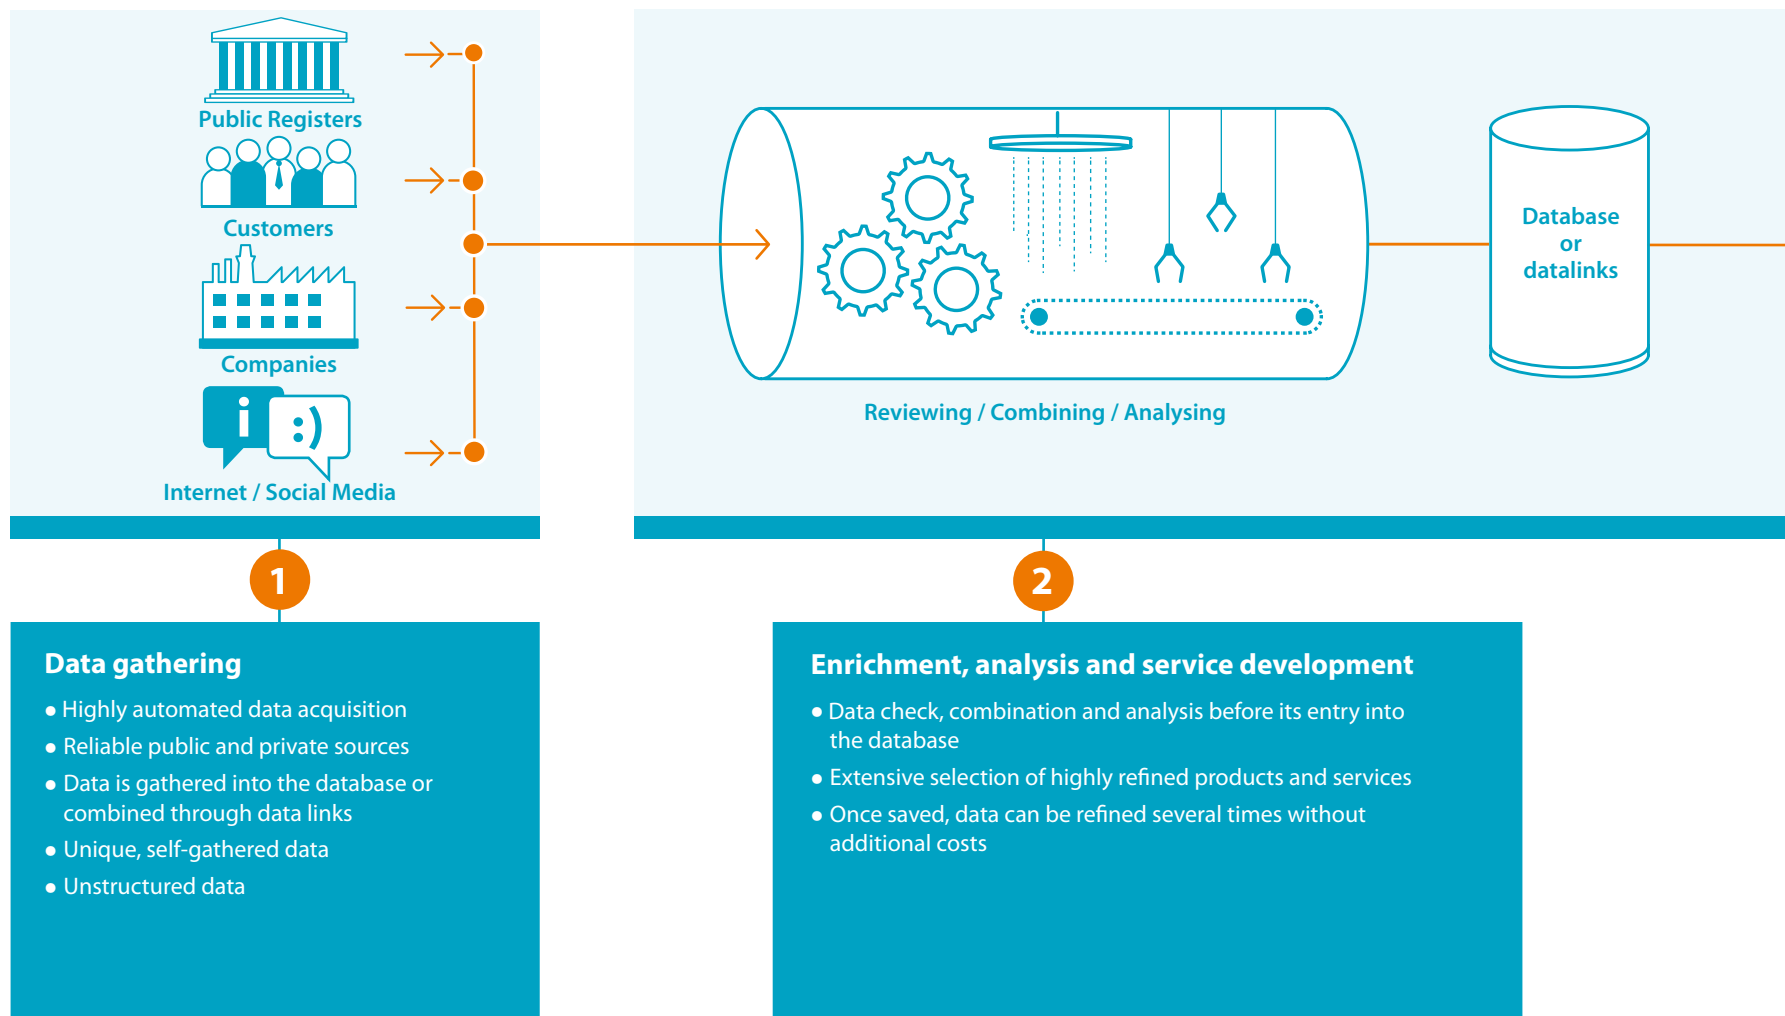 Public Registers
Customers
Companies
i
:)
Internet / Social Media
Reviewing / Combining / Analysing
Database
or
datalinks
1
Data gathering
● Highly automated data acquisition
● Reliable public and private sources
● Data is gathered into the database or
combined through data links
● Unique, self-gathered data
● Unstructured data
2
Enrichment, analysis and service development
● Data check, combination and analysis before its entry into
the database
● Extensive selection of highly refined products and services
● Once saved, data can be refined several times without
additional costs